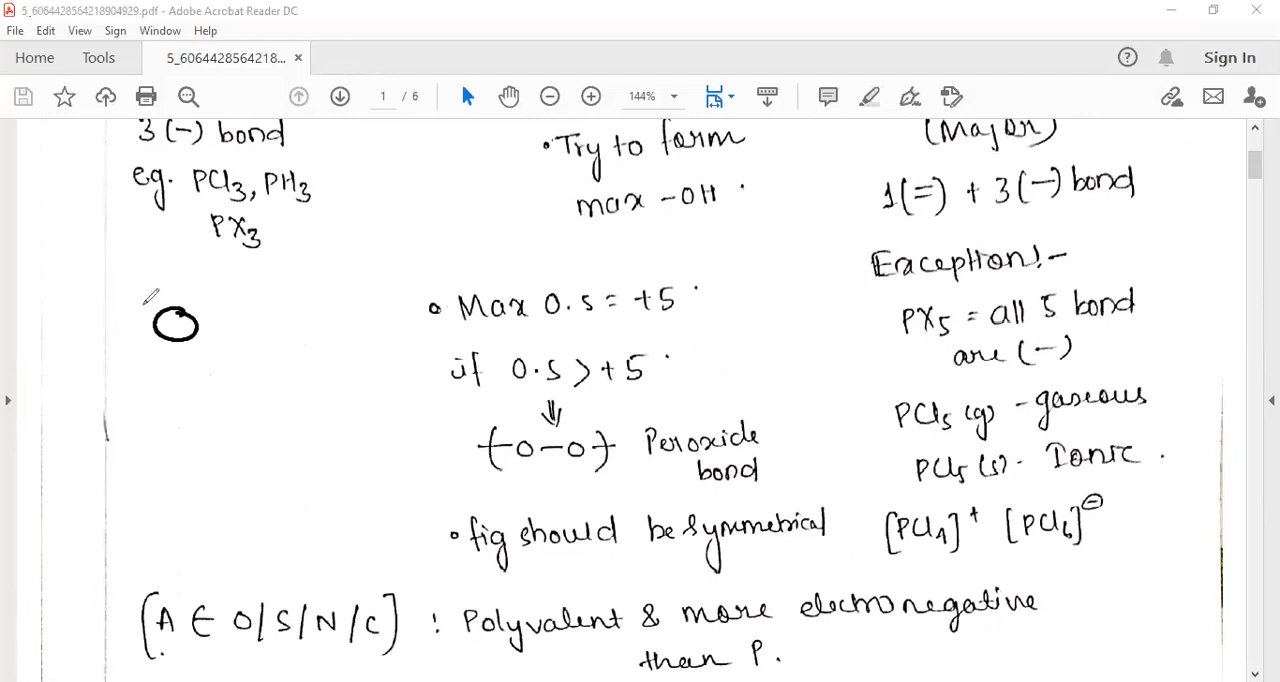 5_6064428564218904929.pdf - Adobe Acrobat Reader DC
File Edit View Sign Window Help
Home Tools 5_6064428564218... × Sign In
1 / 6 144%
3 (-) bond
eg. PCl3, PH3
PX3
• Try to form
max -OH
(Major)
1(=) + 3(-) bond
Exception!-
PX5 = all 5 bond
are (-)
PCl5 (g) - gaseous
PCl5 (s) - Ionic .
[PCl4]+ [PCl6]⊖
• Max O.S = +5
if O.S > +5
⇓
(-O-O-) Peroxide
bond
• fig should be symmetrical
[A ∈ O/S/N/C] : Polyvalent & more electronegative
than P.